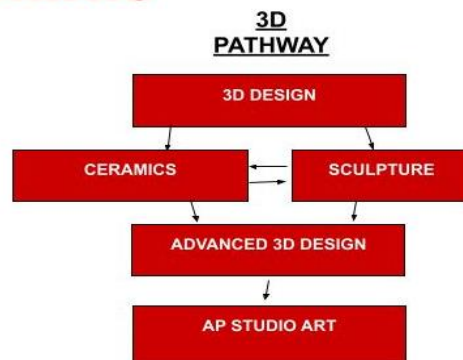 3D
PATHWAY
3D DESIGN
CERAMICS
SCULPTURE
ADVANCED 3D DESIGN
AP STUDIO ART